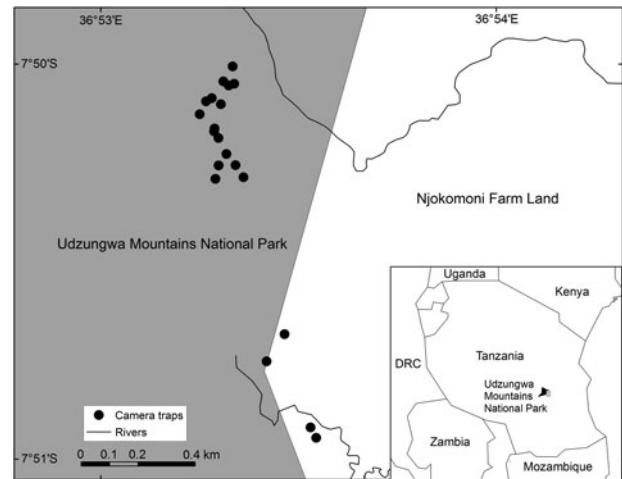 36°53'E
36°54'E
7°50'S
Njokomoni Farm Land
Udzungwa Mountains National Park
Uganda
Kenya
DRC
Tanzania
Udzungwa
Mountains
National Park
Zambia
Mozambique
Camera traps
Rivers
0 0.1 0.2 0.4 km
7°51'S